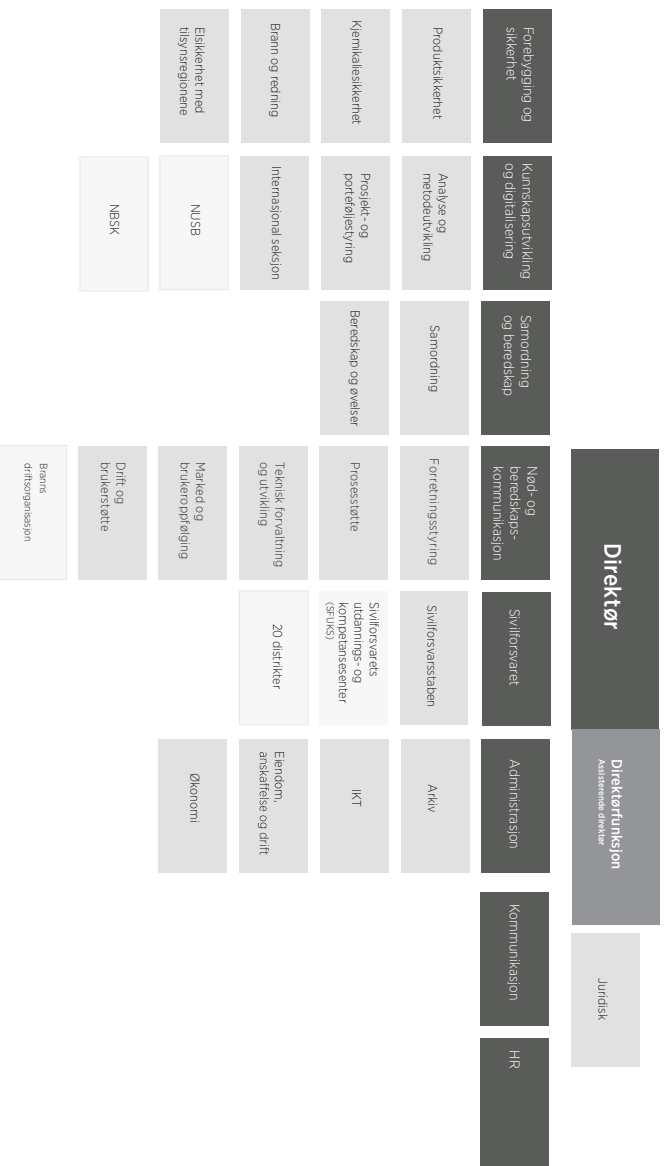 Direktør
Direktørfunksjon
Assisterende direktør
Juridisk
Forebygging og
sikkerhet
Produktsikkerhet
Kjemikaliesikkerhet
Brann og redning
Elsikkerhet med
tilsynsregionene
Kunnskapsutvikling
og digitalisering
Analyse og
metodeutvikling
Prosjekt- og
porteføljestyring
Internasjonal seksjon
NUSB
NBSK
Samordning
og beredskap
Samordning
Beredskap og øvelser
Nød- og
beredskaps-
kommunikasjon
Forretningsstyring
Prosesstøtte
Teknisk forvaltning
og utvikling
Marked og
brukeroppfølging
Drift og
brukerstøtte
Branns
driftsorganisasjon
Sivilforsvaret
Sivilforsvarsstaben
Sivilforsvarets
utdannings- og
kompetansesenter
(SFUKS)
20 distrikter
Administrasjon
Arkiv
IKT
Eiendom,
anskaffelse og drift
Økonomi
Kommunikasjon
HR